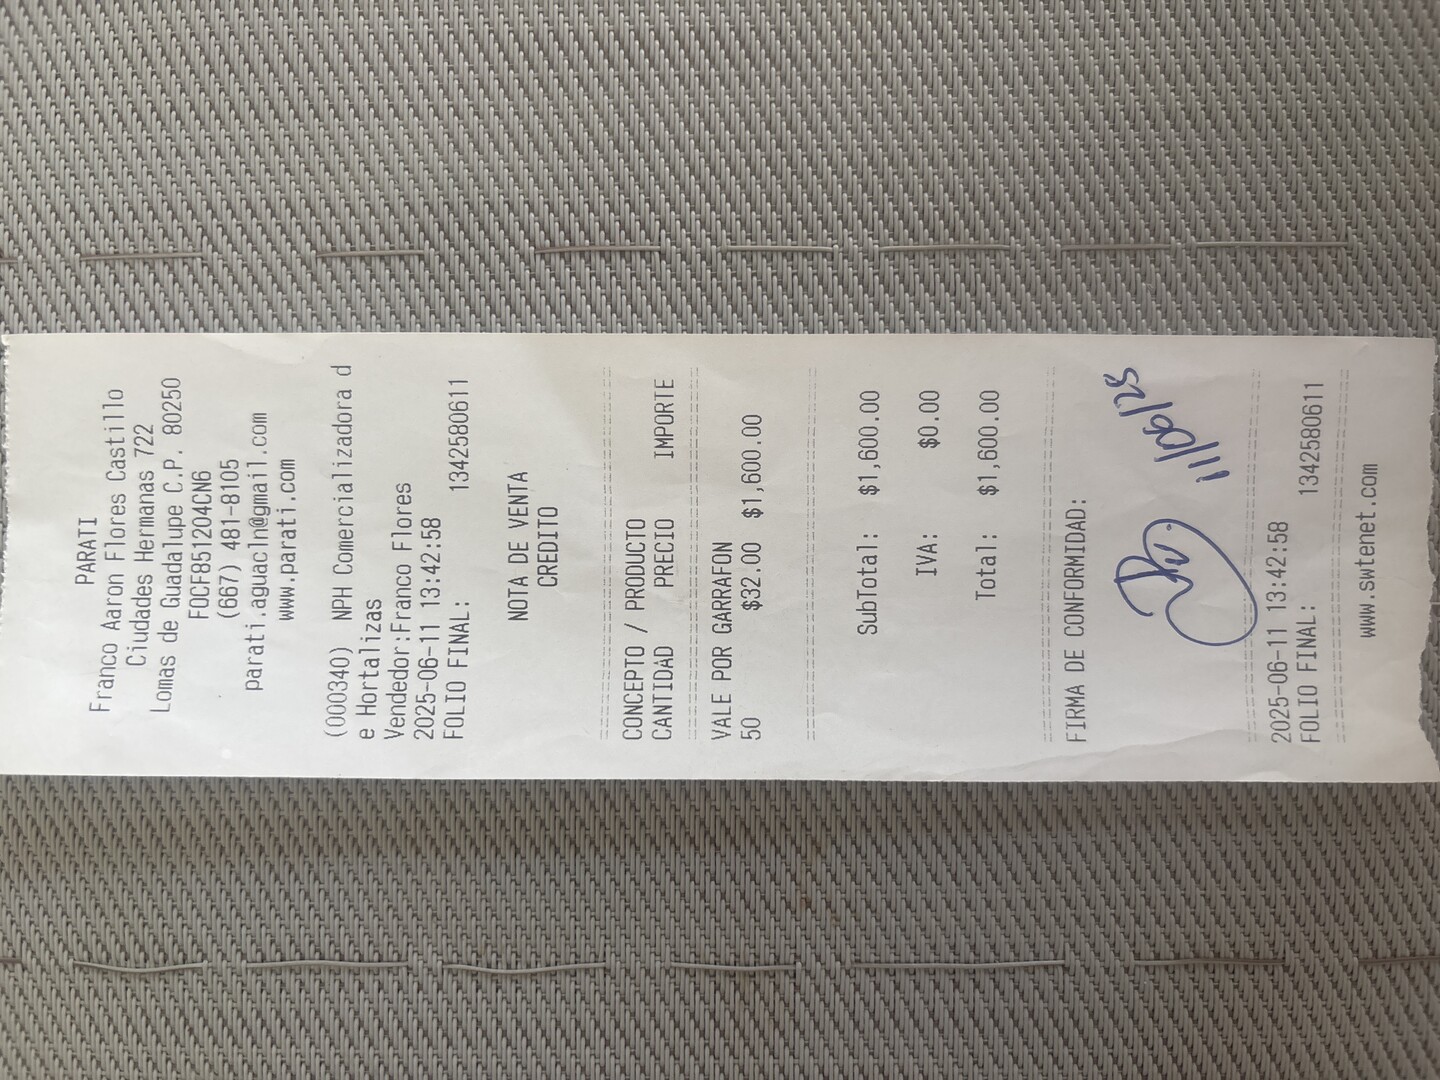 PARATI
Franco Aaron Flores Castillo
Ciudades Hermanas 722
Lomas de Guadalupe C.P. 80250
FOCF851204CN6
(667) 481-8105
parati.aguacln@gmail.com
www.parati.com
(000340) NPH Comercializadora d
e Hortalizas
Vendedor:Franco Flores
2025-06-11 13:42:58
FOLIO FINAL: 1342580611
NOTA DE VENTA
CREDITO
CONCEPTO / PRODUCTO
CANTIDAD PRECIO IMPORTE
VALE POR GARRAFON
50 $32.00 $1,600.00
SubTotal: $1,600.00
IVA: $0.00
Total: $1,600.00
FIRMA DE CONFORMIDAD:
11/06/25
2025-06-11 13:42:58
FOLIO FINAL: 1342580611
www.swtenet.com